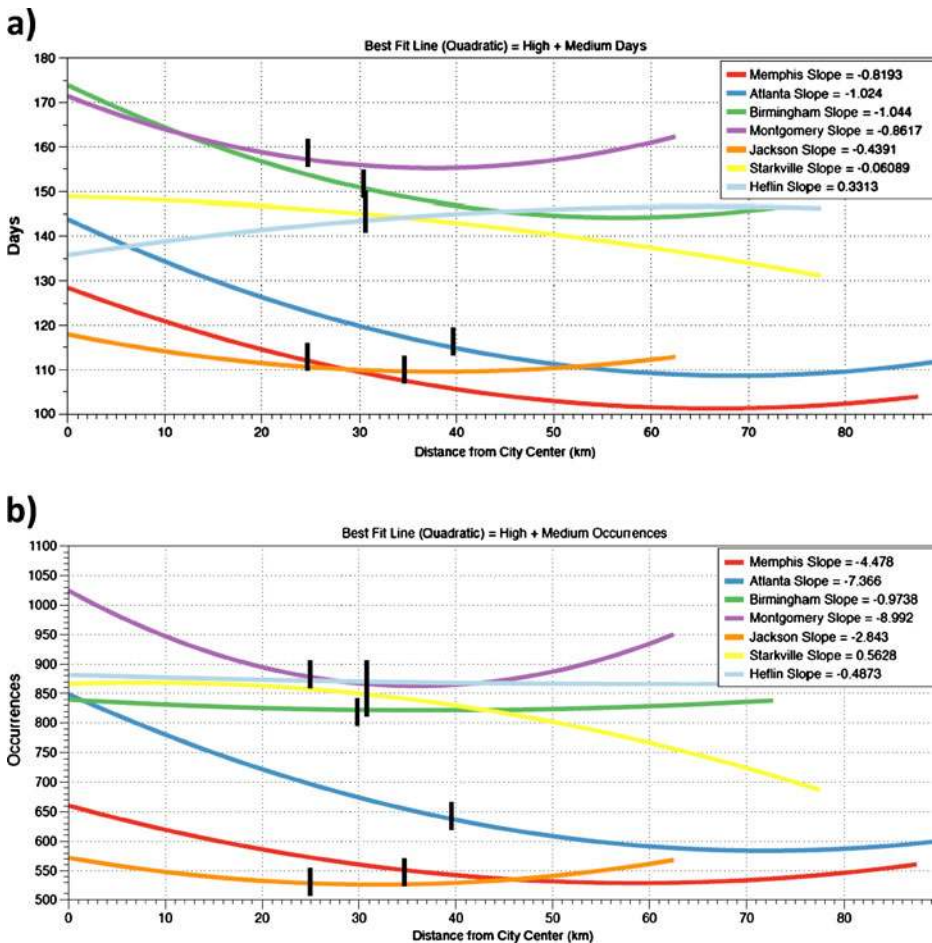 a)
Best Fit Line (Quadratic) = High + Medium Days
180
170
160
150
140
130
120
110
100
Days
Memphis Slope = -0.8193
Atlanta Slope = -1.024
Birmingham Slope = -1.044
Montgomery Slope = -0.8617
Jackson Slope = -0.4391
Starkville Slope = -0.06089
Heflin Slope = 0.3313
0 10 20 30 40 50 60 70 80
Distance from City Center (km)
b)
Best Fit Line (Quadratic) = High + Medium Occurrences
1100
1050
1000
950
900
850
800
750
700
650
600
550
500
Occurrences
Memphis Slope = -4.478
Atlanta Slope = -7.366
Birmingham Slope = -0.9738
Montgomery Slope = -8.992
Jackson Slope = -2.843
Starkville Slope = 0.5628
Heflin Slope = -0.4873
0 10 20 30 40 50 60 70 80
Distance from City Center (km)